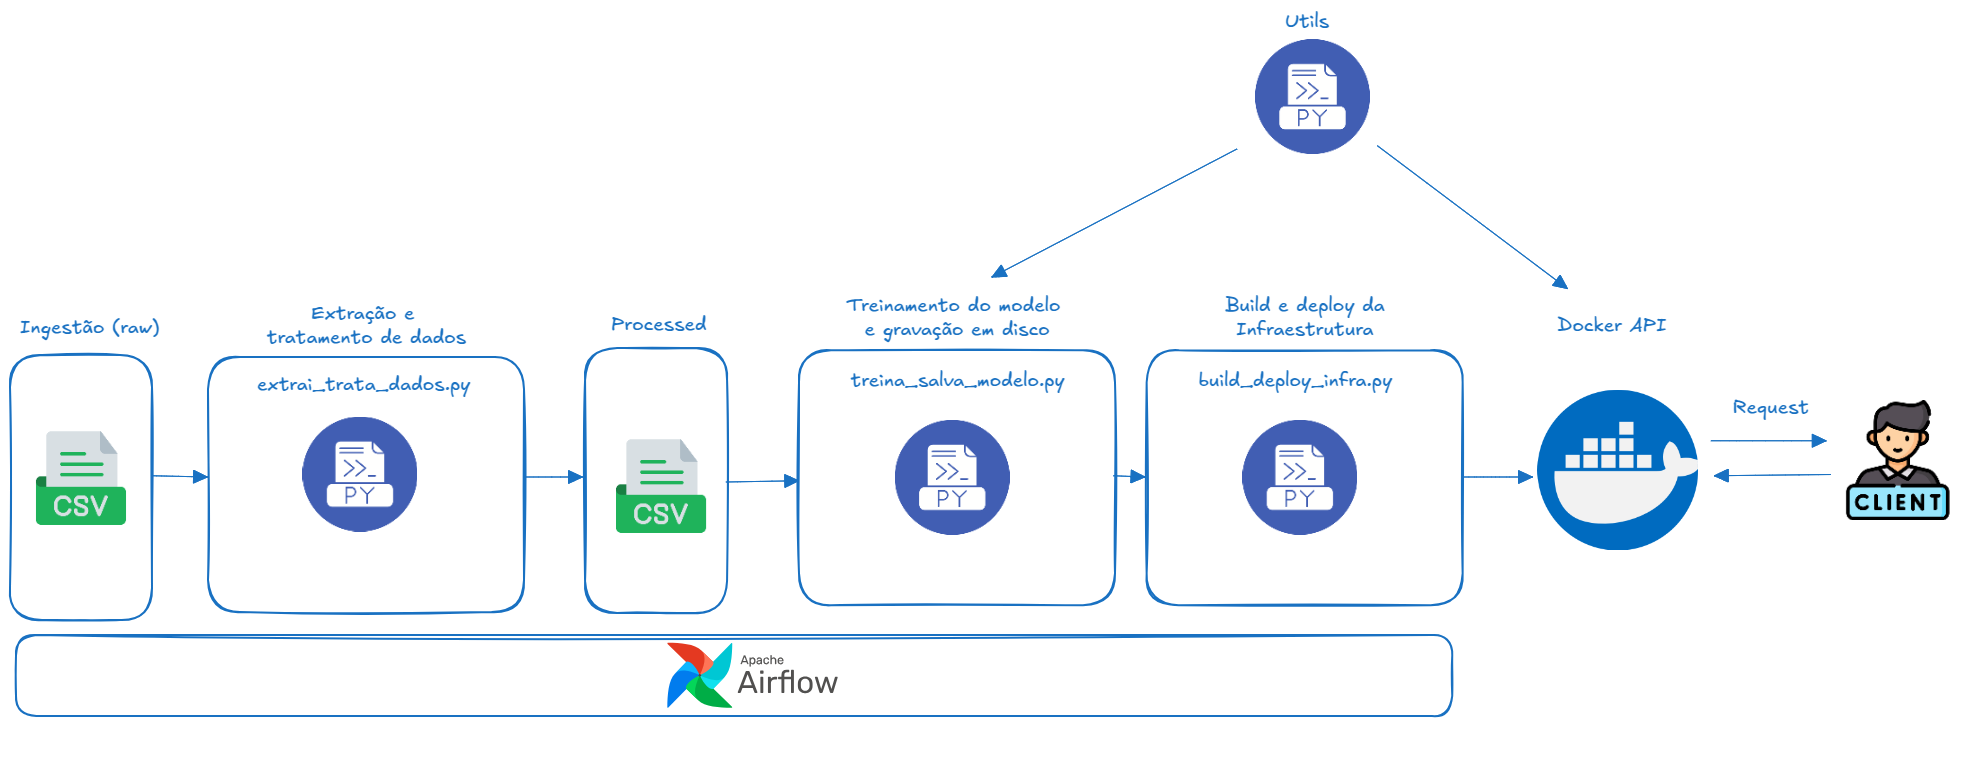 Utils
PY
Ingestão (raw)
CSV
Extração e
tratamento de dados
extrai_trata_dados.py
PY
Processed
CSV
Treinamento do modelo
e gravação em disco
treina_salva_modelo.py
PY
Build e deploy da
Infraestrutura
build_deploy_infra.py
PY
Docker API
Request
CLIENT
Apache
Airflow